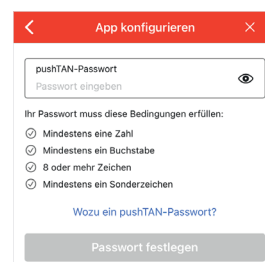 App konfigurieren
pushTAN-Passwort
Passwort eingeben
Ihr Passwort muss diese Bedingungen erfüllen:
Mindestens eine Zahl
Mindestens ein Buchstabe
8 oder mehr Zeichen
Mindestens ein Sonderzeichen
Wozu ein pushTAN-Passwort?
Passwort festlegen